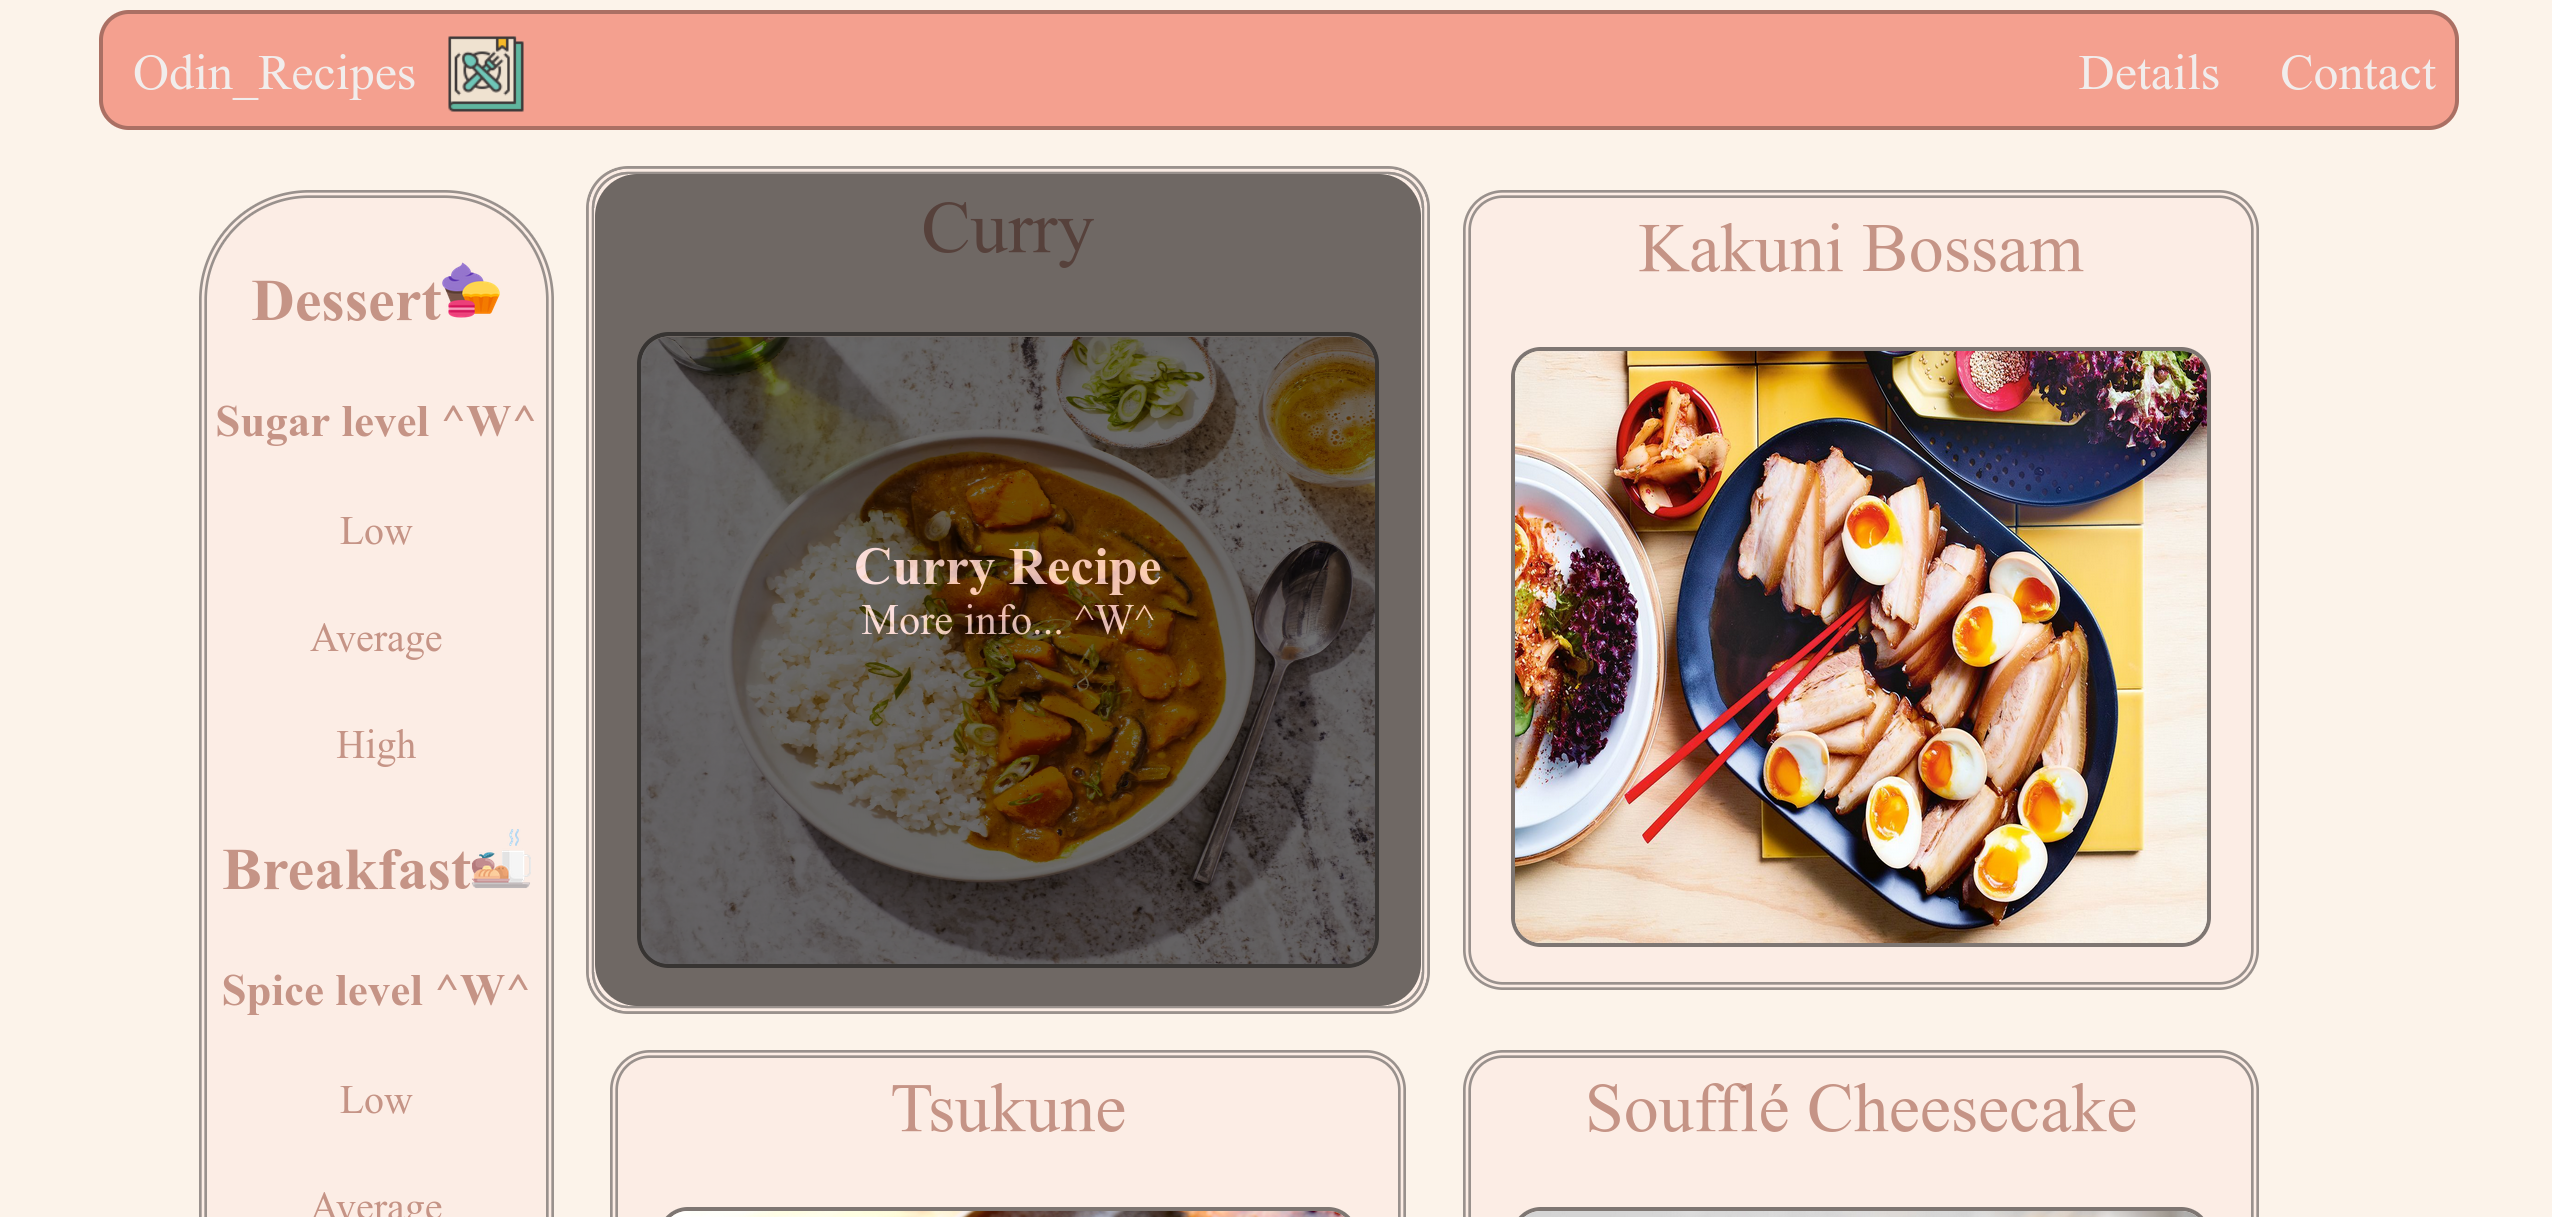 Odin_Recipes
Details
Contact
Dessert
Sugar level ^W^
Low
Average
High
Breakfast
Spice level ^W^
Low
Average
Curry
Curry Recipe
More info... ^W^
Kakuni Bossam
Tsukune
Soufflé Cheesecake